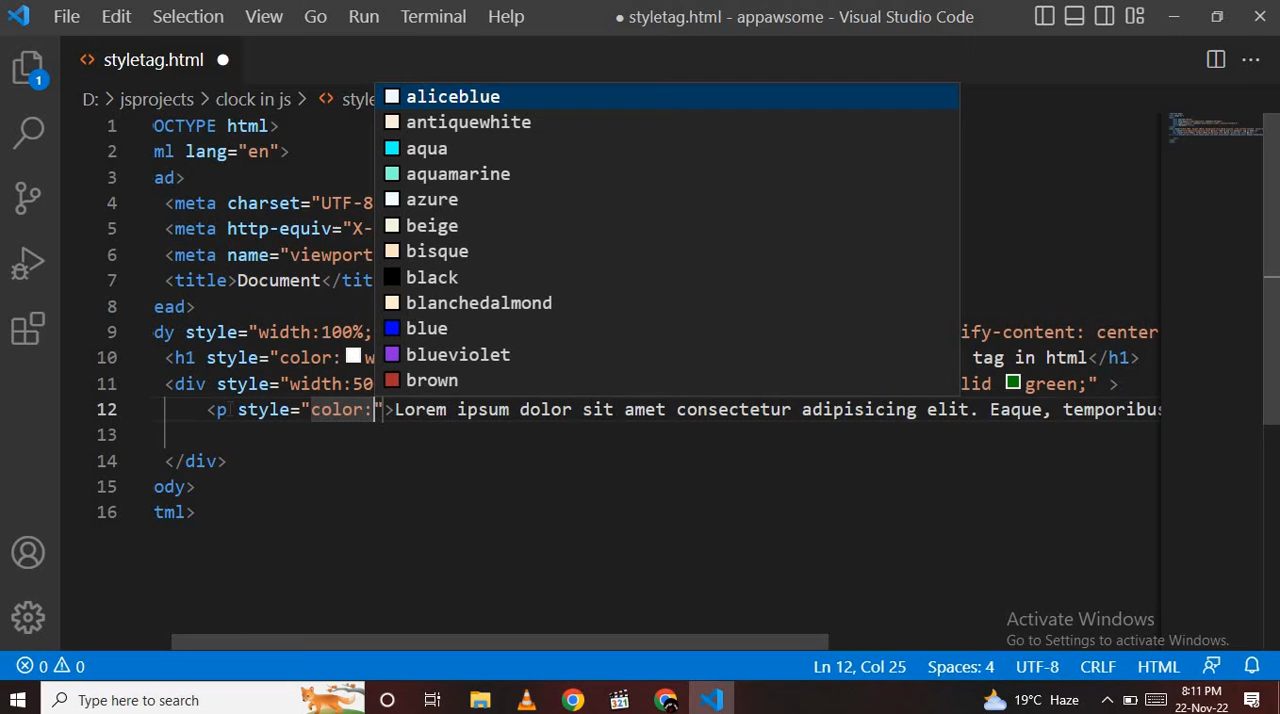 File Edit Selection View Go Run Terminal Help ● styletag.html - appawsome - Visual Studio Code
<> styletag.html ●
1
D: > jsprojects > clock in js > <> style
1 OCTYPE html>
2 ml lang="en">
3 ad>
4 <meta charset="UTF-8
5 <meta http-equiv="X-
6 <meta name="viewport
7 <title>Document</tit
8 ead>
9 dy style="width:100%; ify-content: center
10 <h1 style="color: w tag in html</h1>
11 <div style="width:50 lid green;" >
12 <p style="color:">Lorem ipsum dolor sit amet consectetur adipisicing elit. Eaque, temporibus
13
14 </div>
15 ody>
16 tml>
aliceblue
antiquewhite
aqua
aquamarine
azure
beige
bisque
black
blanchedalmond
blue
blueviolet
brown
Activate Windows
Go to Settings to activate Windows.
0 0 Ln 12, Col 25 Spaces: 4 UTF-8 CRLF HTML
Type here to search 321 19°C Haze 8:11 PM
22-Nov-22